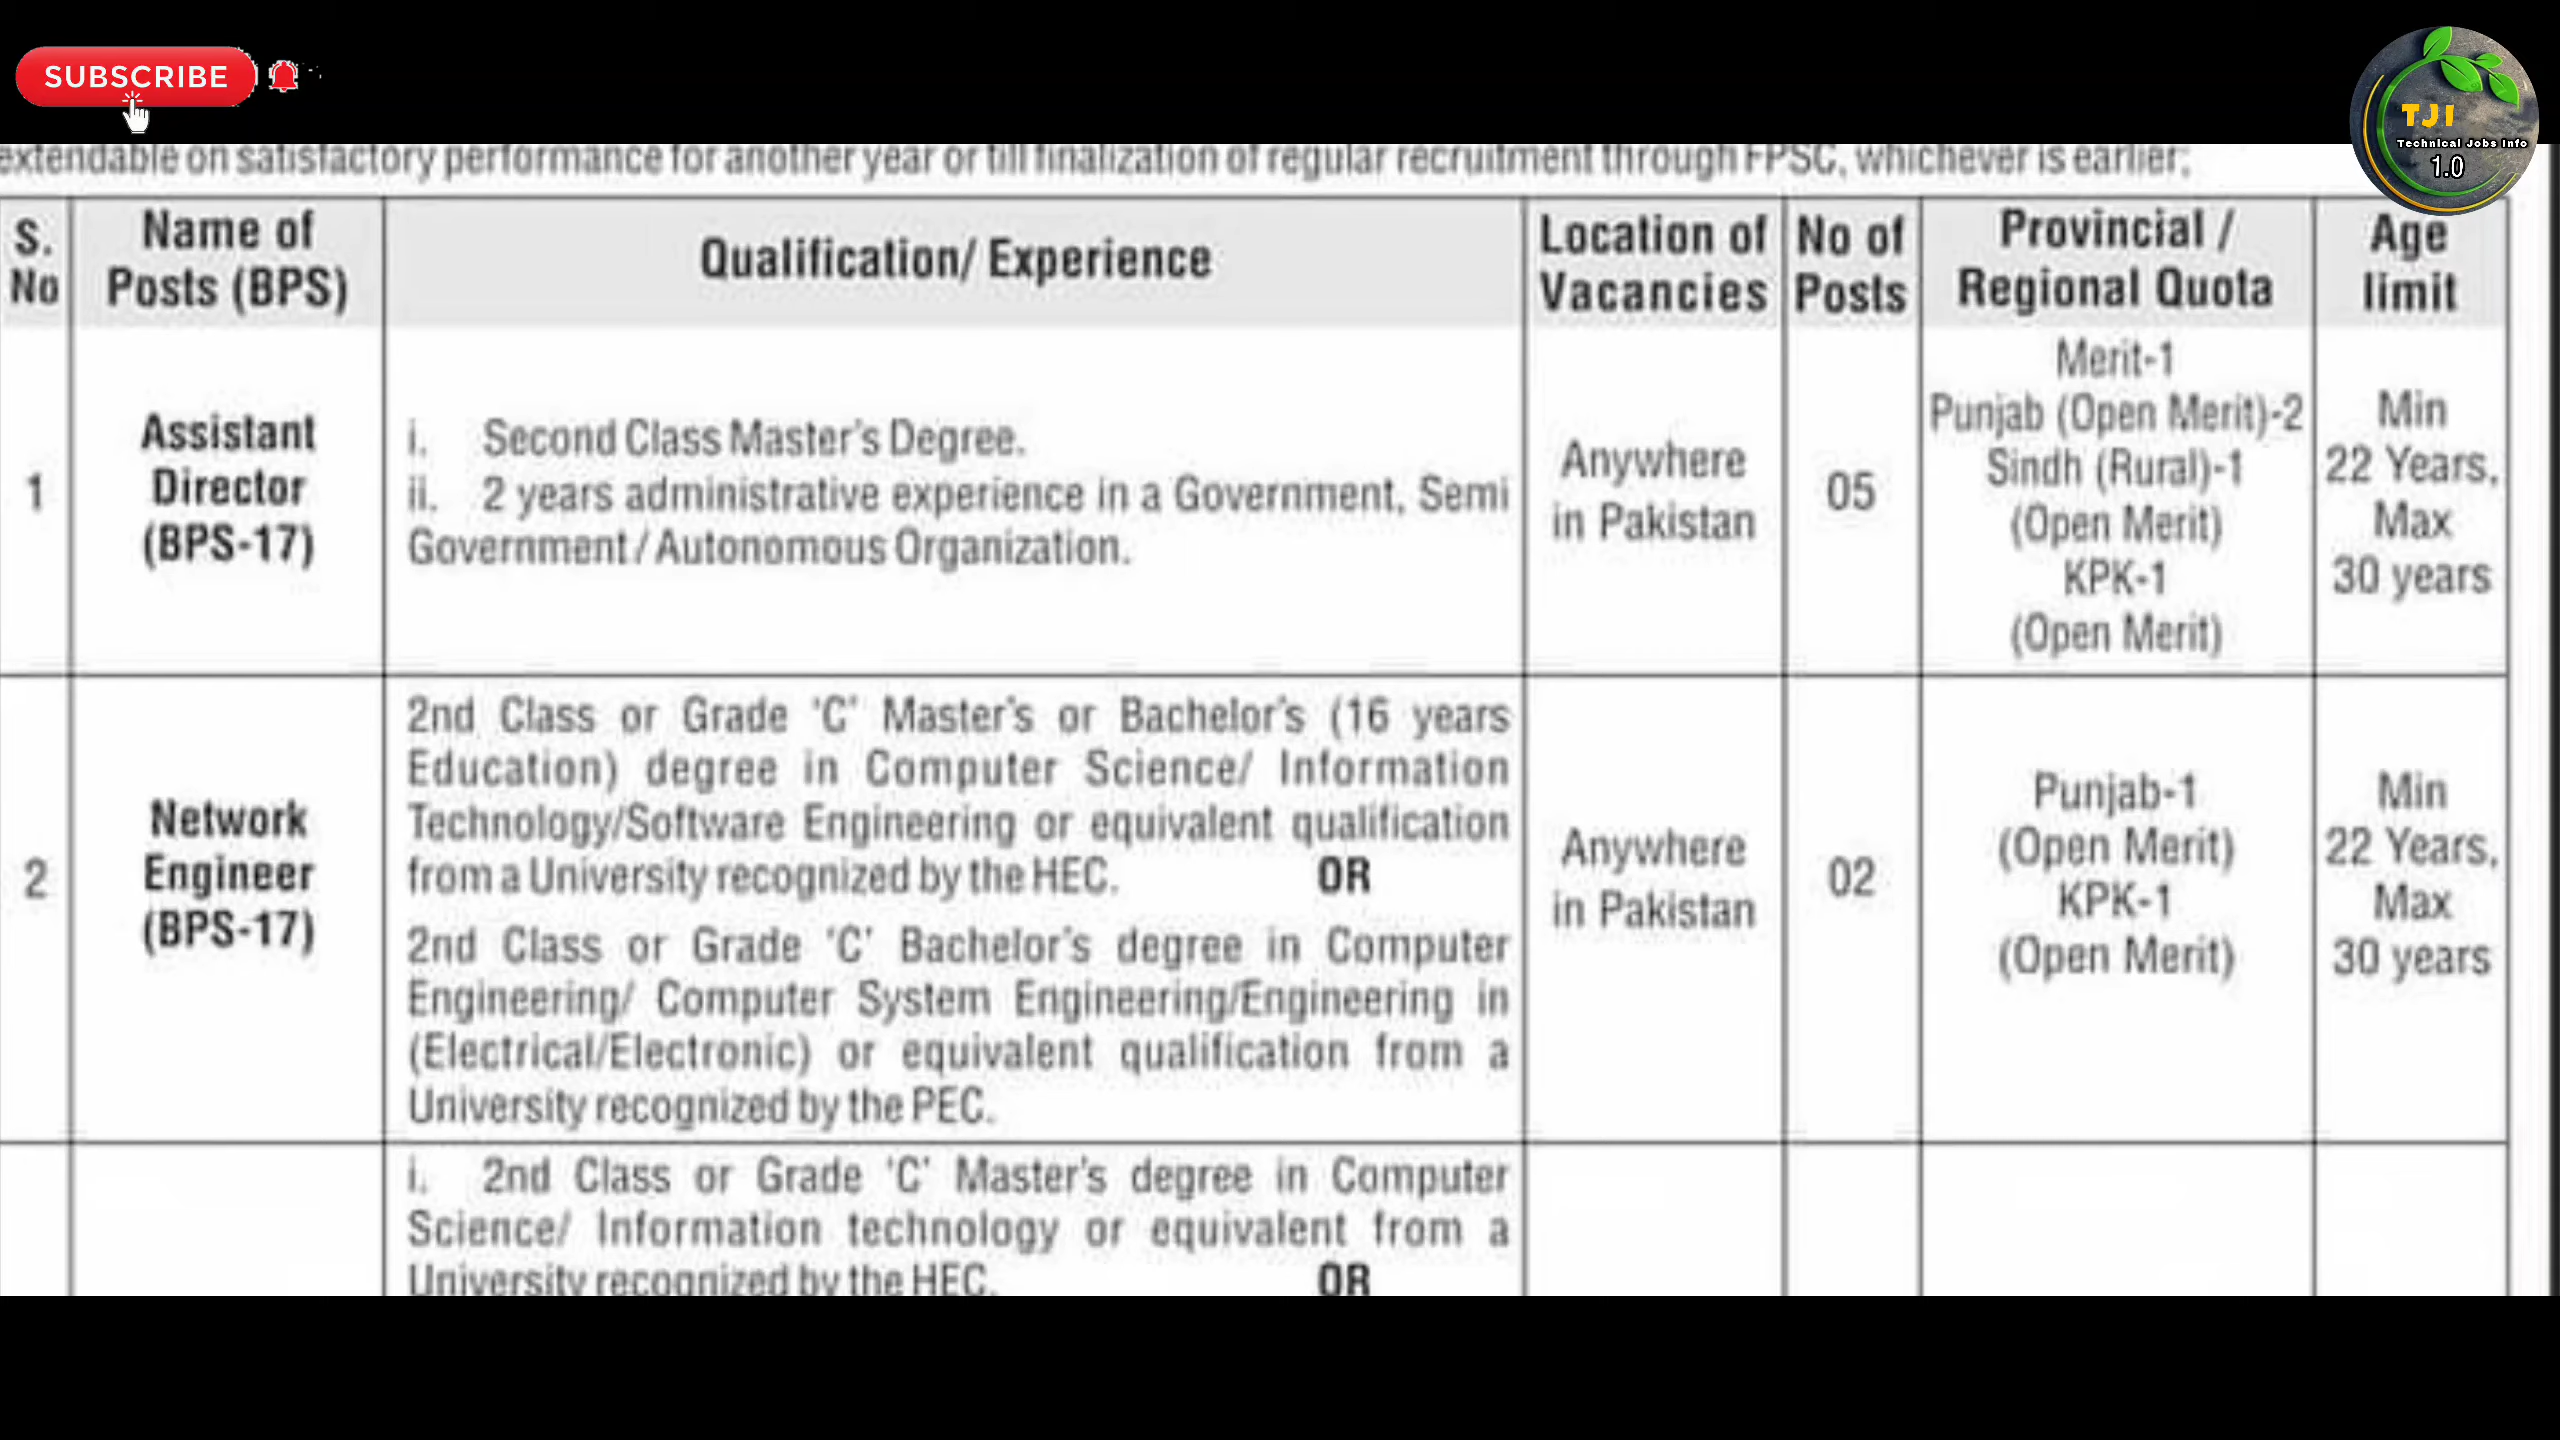 SUBSCRIBE
TJI
Technical Jobs Info
1.0
extendable on satisfactory performance for another year or till finalization of regular recruitment through FPSC, whichever is earlier;
S. No
Name of Posts (BPS)
Qualification/ Experience
Location of Vacancies
No of Posts
Provincial / Regional Quota
Age limit
1
Assistant
Director
(BPS-17)
i. Second Class Master's Degree.
ii. 2 years administrative experience in a Government, Semi
Government / Autonomous Organization.
Anywhere
in Pakistan
05
Merit-1
Punjab (Open Merit)-2
Sindh (Rural)-1
(Open Merit)
KPK-1
(Open Merit)
Min
22 Years,
Max
30 years
2
Network
Engineer
(BPS-17)
2nd Class or Grade 'C' Master's or Bachelor's (16 years
Education) degree in Computer Science/ Information
Technology/Software Engineering or equivalent qualification
from a University recognized by the HEC. OR
2nd Class or Grade 'C' Bachelor's degree in Computer
Engineering/ Computer System Engineering/Engineering in
(Electrical/Electronic) or equivalent qualification from a
University recognized by the PEC.
Anywhere
in Pakistan
02
Punjab-1
(Open Merit)
KPK-1
(Open Merit)
Min
22 Years,
Max
30 years
i. 2nd Class or Grade 'C' Master's degree in Computer
Science/ Information technology or equivalent from a
University recognized by the HEC. OR